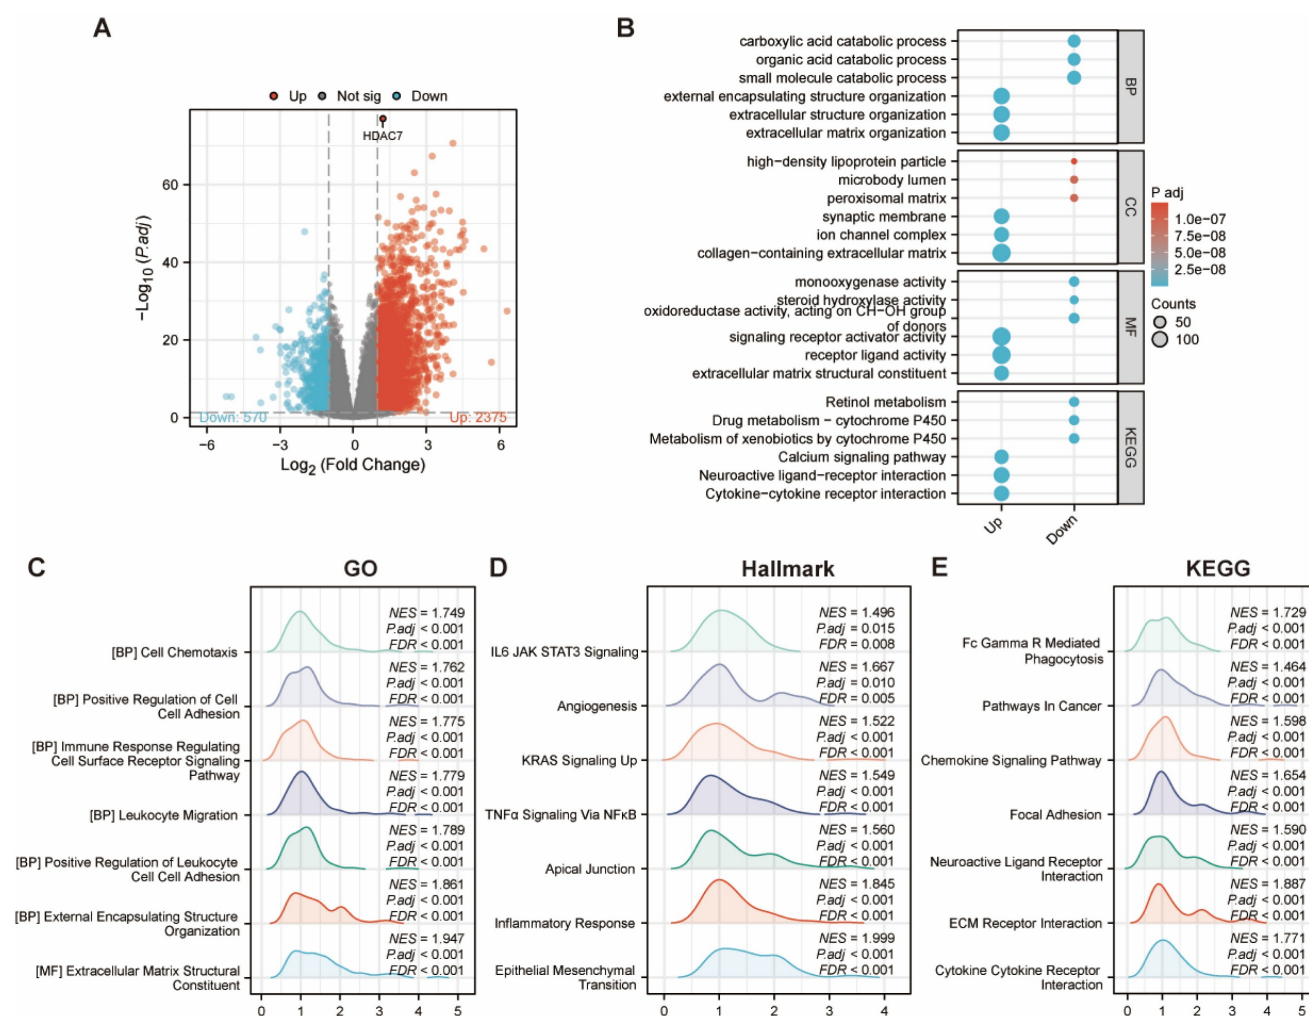 A
Up Not sig Down
HDAC7
60
40
20
0
−Log10 (P.adj)
Down: 570
Up: 2375
−6 −3 0 3 6
Log2 (Fold Change)
B
carboxylic acid catabolic process
organic acid catabolic process
small molecule catabolic process
external encapsulating structure organization
extracellular structure organization
extracellular matrix organization
BP
high−density lipoprotein particle
microbody lumen
peroxisomal matrix
synaptic membrane
ion channel complex
collagen−containing extracellular matrix
CC
monooxygenase activity
steroid hydroxylase activity
oxidoreductase activity, acting on CH−OH group
of donors
signaling receptor activator activity
receptor ligand activity
extracellular matrix structural constituent
MF
Retinol metabolism
Drug metabolism − cytochrome P450
Metabolism of xenobiotics by cytochrome P450
Calcium signaling pathway
Neuroactive ligand−receptor interaction
Cytokine−cytokine receptor interaction
KEGG
Up
Down
P adj
1.0e−07
7.5e−08
5.0e−08
2.5e−08
Counts
50
100
C
GO
NES = 1.749
P.adj < 0.001
FDR < 0.001
[BP] Cell Chemotaxis
NES = 1.762
P.adj < 0.001
FDR < 0.001
[BP] Positive Regulation of Cell
Cell Adhesion
NES = 1.775
P.adj < 0.001
FDR < 0.001
[BP] Immune Response Regulating
Cell Surface Receptor Signaling
Pathway
NES = 1.779
P.adj < 0.001
FDR < 0.001
[BP] Leukocyte Migration
NES = 1.789
P.adj < 0.001
FDR < 0.001
[BP] Positive Regulation of Leukocyte
Cell Cell Adhesion
NES = 1.861
P.adj < 0.001
FDR < 0.001
[BP] External Encapsulating Structure
Organization
NES = 1.947
P.adj < 0.001
FDR < 0.001
[MF] Extracellular Matrix Structural
Constituent
0 1 2 3 4 5
D
Hallmark
NES = 1.496
P.adj = 0.015
FDR = 0.008
IL6 JAK STAT3 Signaling
NES = 1.667
P.adj = 0.010
FDR = 0.005
Angiogenesis
NES = 1.522
P.adj < 0.001
FDR < 0.001
KRAS Signaling Up
NES = 1.549
P.adj < 0.001
FDR < 0.001
TNFα Signaling Via NFκB
NES = 1.560
P.adj < 0.001
FDR < 0.001
Apical Junction
NES = 1.845
P.adj < 0.001
FDR < 0.001
Inflammatory Response
NES = 1.999
P.adj < 0.001
FDR < 0.001
Epithelial Mesenchymal
Transition
0 1 2 3 4
E
KEGG
NES = 1.729
P.adj < 0.001
FDR < 0.001
Fc Gamma R Mediated
Phagocytosis
NES = 1.464
P.adj < 0.001
FDR < 0.001
Pathways In Cancer
NES = 1.598
P.adj < 0.001
FDR < 0.001
Chemokine Signaling Pathway
NES = 1.654
P.adj < 0.001
FDR < 0.001
Focal Adhesion
NES = 1.590
P.adj < 0.001
FDR < 0.001
Neuroactive Ligand Receptor
Interaction
NES = 1.887
P.adj < 0.001
FDR < 0.001
ECM Receptor Interaction
NES = 1.771
P.adj < 0.001
FDR < 0.001
Cytokine Cytokine Receptor
Interaction
0 1 2 3 4 5